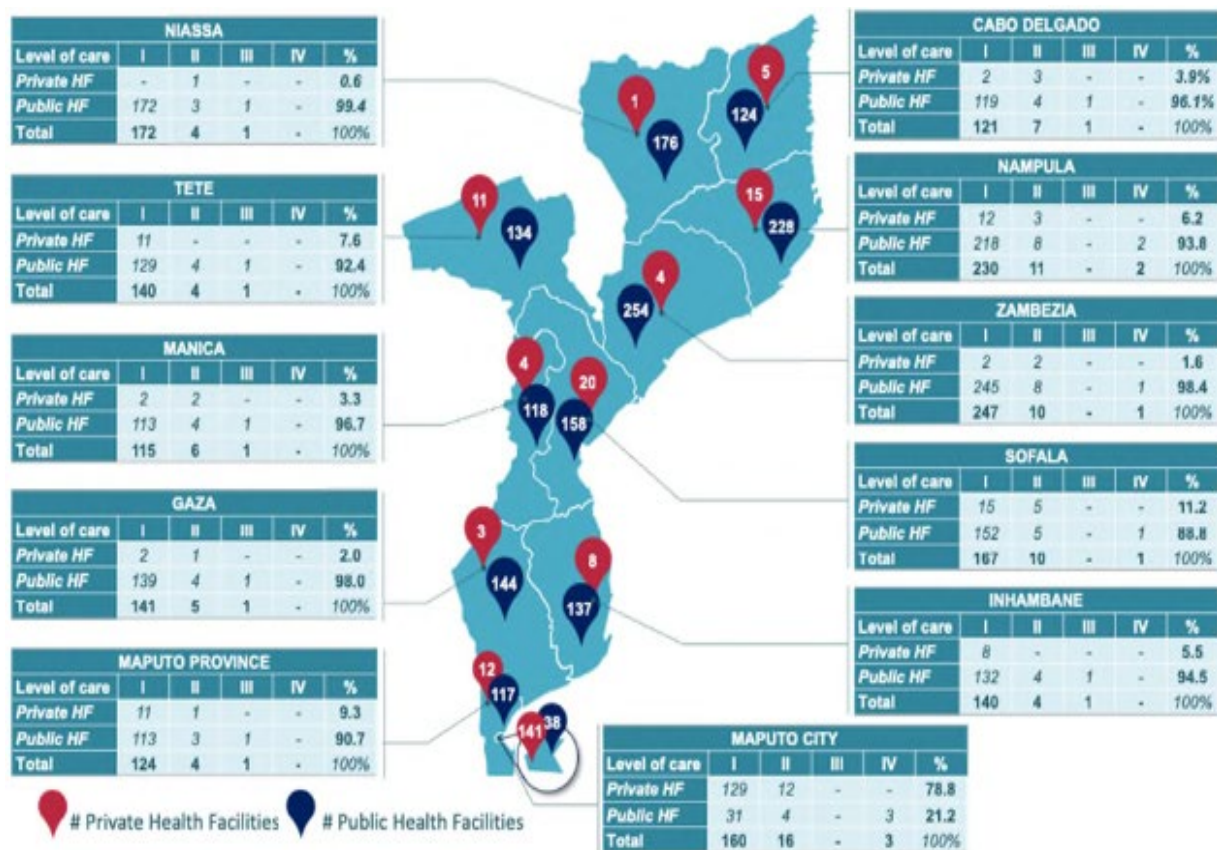 NIASSA
Level of care I II III IV %
Private HF - 1 - - 0.6
Public HF 172 3 1 - 99.4
Total 172 4 1 - 100%
TETE
Level of care I II III IV %
Private HF 11 - - - 7.6
Public HF 129 4 1 - 92.4
Total 140 4 1 - 100%
MANICA
Level of care I II III IV %
Private HF 2 2 - - 3.3
Public HF 113 4 1 - 96.7
Total 115 6 1 - 100%
GAZA
Level of care I II III IV %
Private HF 2 1 - - 2.0
Public HF 139 4 1 - 98.0
Total 141 5 1 - 100%
MAPUTO PROVINCE
Level of care I II III IV %
Private HF 11 1 - - 9.3
Public HF 113 3 1 - 90.7
Total 124 4 1 - 100%
1
176
5
124
11
134
15
228
4
254
4
118
20
158
3
144
8
137
12
117
141
38
CABO DELGADO
Level of care I II III IV %
Private HF 2 3 - - 3.9%
Public HF 119 4 1 - 96.1%
Total 121 7 1 - 100%
NAMPULA
Level of care I II III IV %
Private HF 12 3 - - 6.2
Public HF 218 8 - 2 93.8
Total 230 11 - 2 100%
ZAMBEZIA
Level of care I II III IV %
Private HF 2 2 - - 1.6
Public HF 245 8 - 1 98.4
Total 247 10 - 1 100%
SOFALA
Level of care I II III IV %
Private HF 15 5 - - 11.2
Public HF 152 5 - 1 88.8
Total 167 10 - 1 100%
INHAMBANE
Level of care I II III IV %
Private HF 8 - - - 5.5
Public HF 132 4 1 - 94.5
Total 140 4 1 - 100%
MAPUTO CITY
Level of care I II III IV %
Private HF 129 12 - - 78.8
Public HF 31 4 - 3 21.2
Total 160 16 - 3 100%
# Private Health Facilities # Public Health Facilities